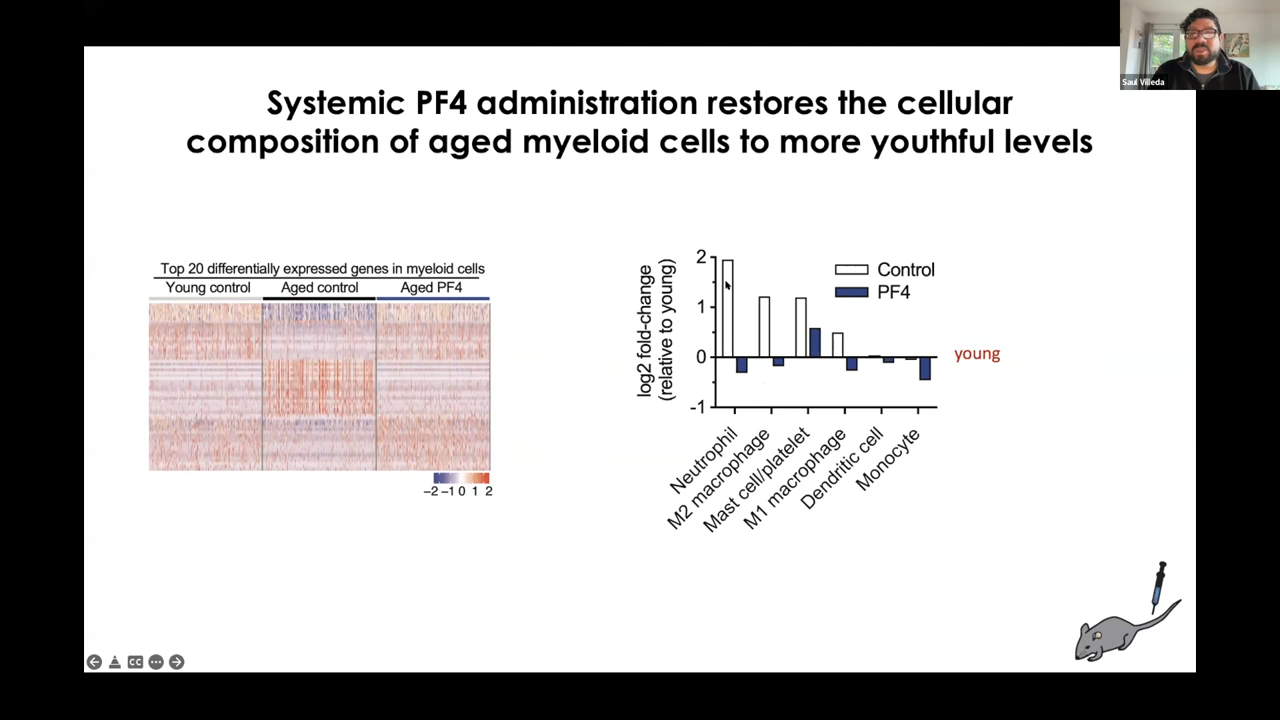 Saul Villeda
Systemic PF4 administration restores the cellular
composition of aged myeloid cells to more youthful levels
Top 20 differentially expressed genes in myeloid cells
Young control Aged control Aged PF4
-2 -1 0 1 2
log2 fold-change
(relative to young)
2
1
0
-1
Control
PF4
young
Neutrophil
M2 macrophage
Mast cell/platelet
M1 macrophage
Dendritic cell
Monocyte
CC